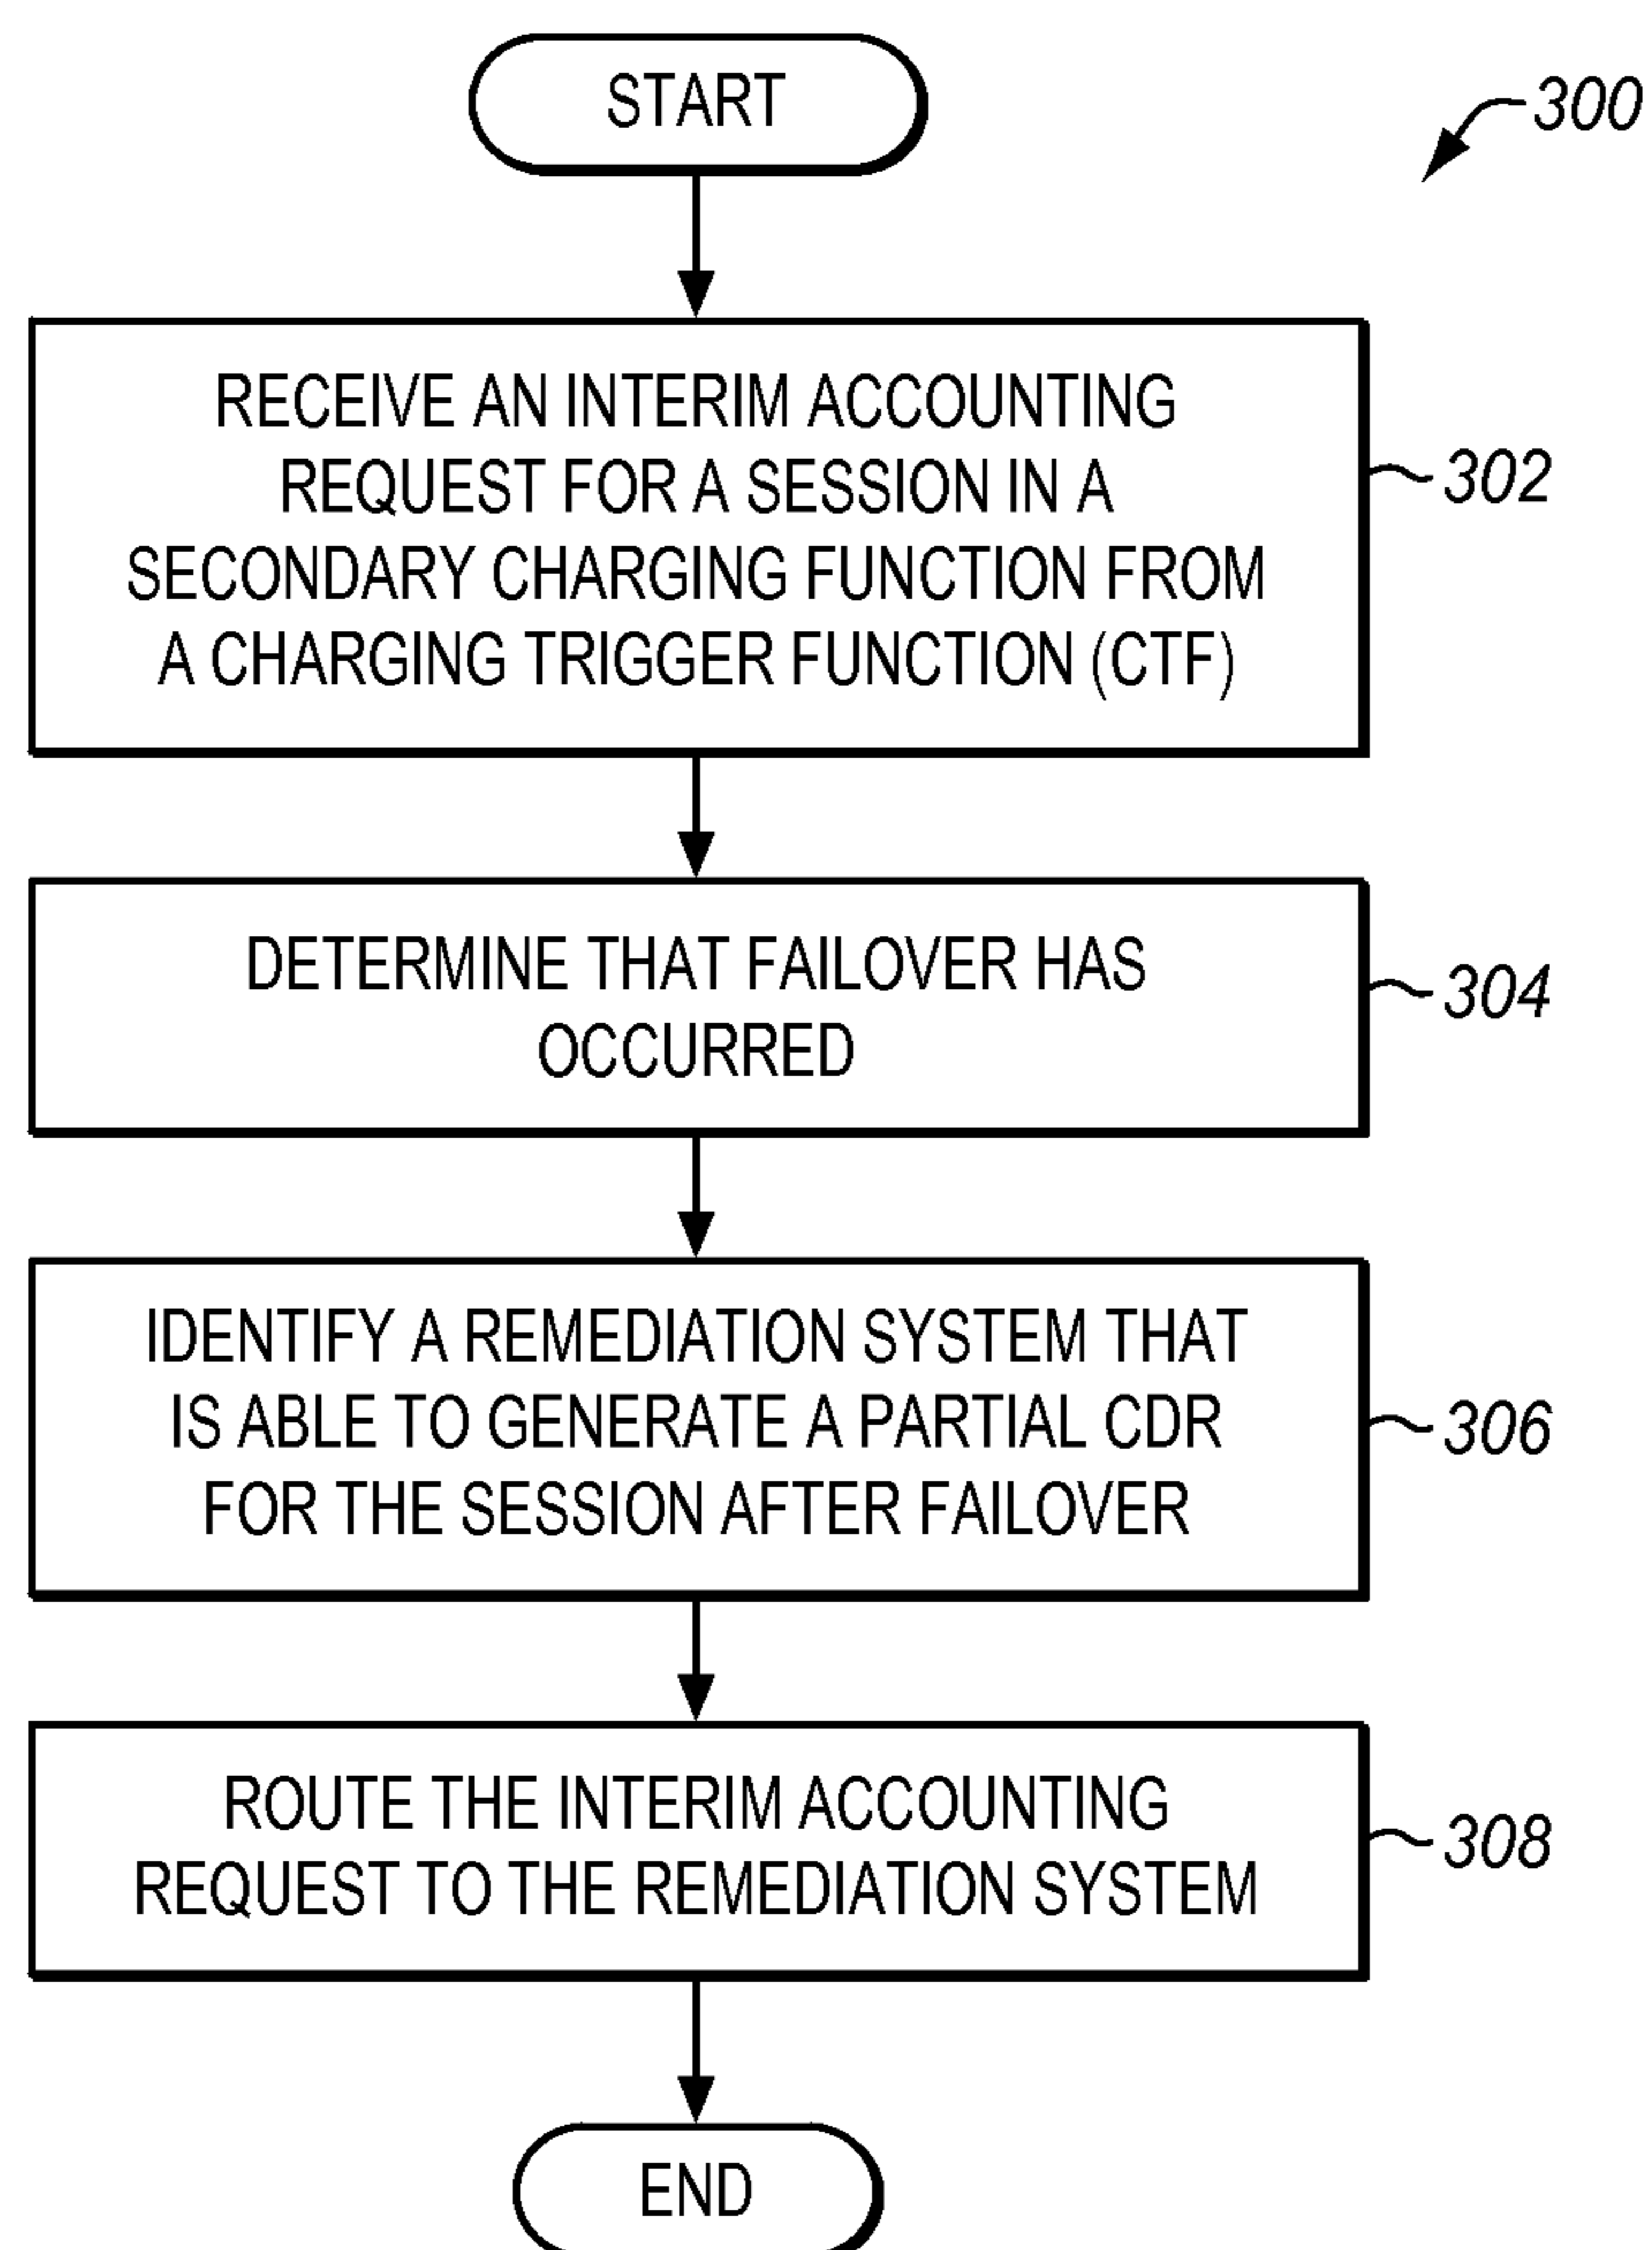 START
300
RECEIVE AN INTERIM ACCOUNTING
REQUEST FOR A SESSION IN A
SECONDARY CHARGING FUNCTION FROM
A CHARGING TRIGGER FUNCTION (CTF)
302
DETERMINE THAT FAILOVER HAS
OCCURRED
304
IDENTIFY A REMEDIATION SYSTEM THAT
IS ABLE TO GENERATE A PARTIAL CDR
FOR THE SESSION AFTER FAILOVER
306
ROUTE THE INTERIM ACCOUNTING
REQUEST TO THE REMEDIATION SYSTEM
308
END